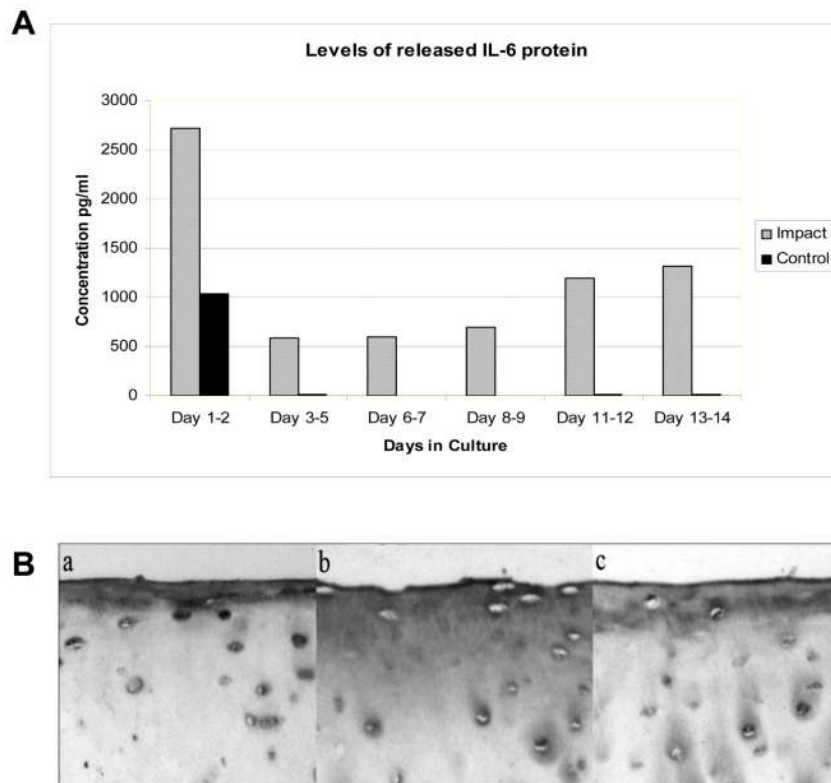 A
Levels of released IL-6 protein
3000
2500
2000
1500
1000
500
0
Concentration pg/ml
Day 1-2 Day 3-5 Day 6-7 Day 8-9 Day 11-12 Day 13-14
Days in Culture
Impact
Control
B
a b c